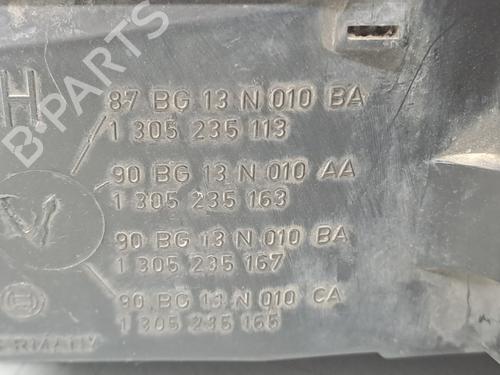 H
87 BG 13 N 010 BA
1 305 235 113
90 BG 13 N 010 AA
1 305 235 163
90 BG 13 N 010 BA
1 305 235 167
90 BG 13 N 010 CA
1 305 235 165
ERMANY